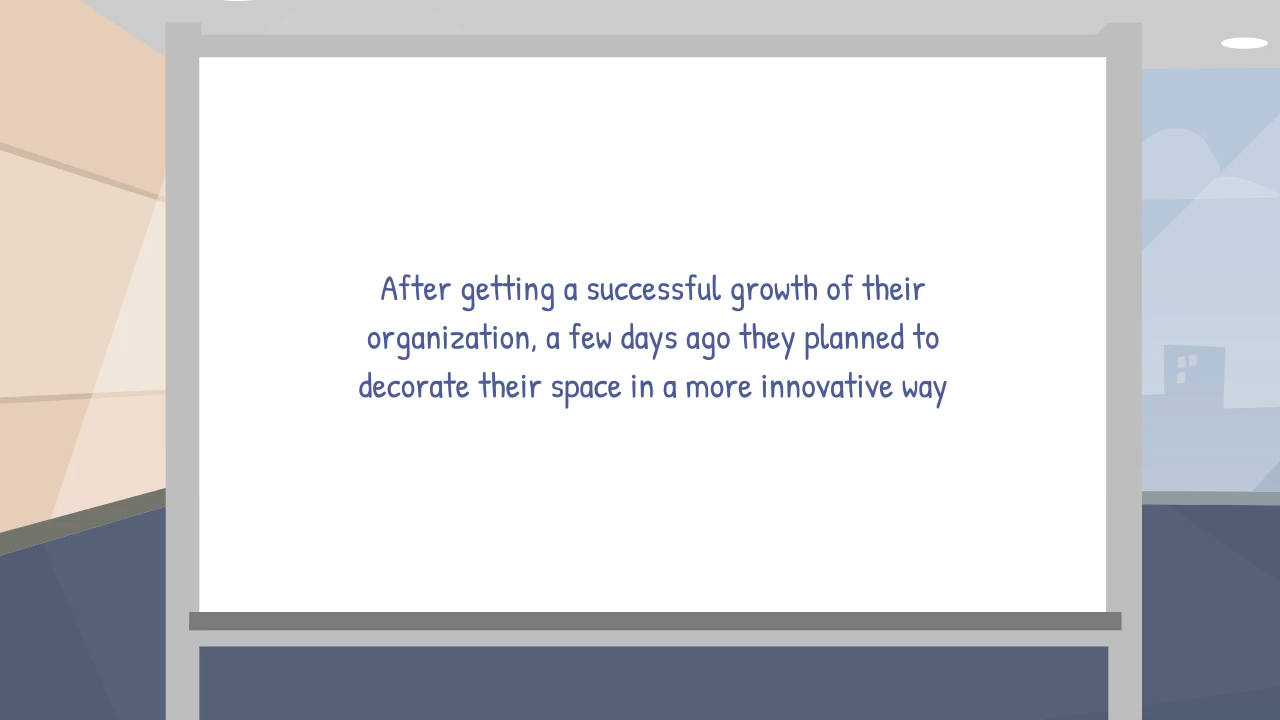 After getting a successful growth of their
organization, a few days ago they planned to
decorate their space in a more innovative way